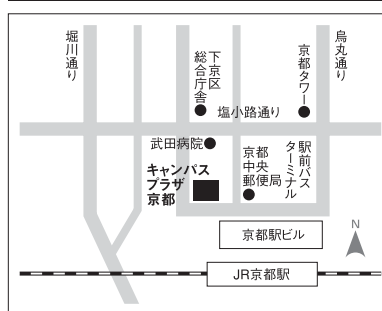 堀川通り
下京区
総合庁舎
京都タワー
烏丸通り
塩小路通り
武田病院
キャンパス
プラザ
京都
京都
中央
郵便局
駅前バス
ターミナル
京都駅ビル
N
JR京都駅